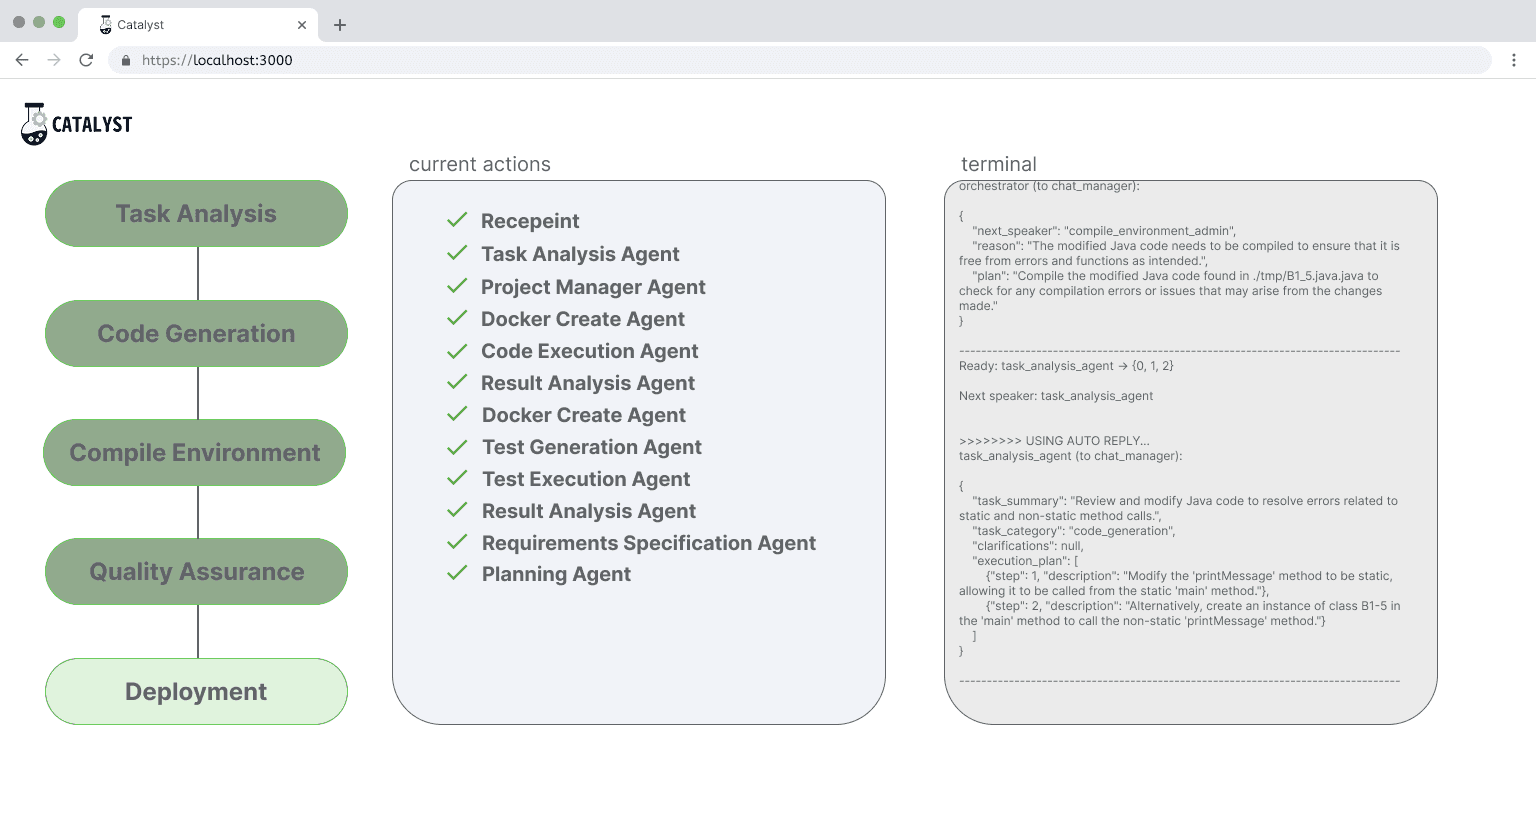 Catalyst
https://localhost:3000
CATALYST
Task Analysis
Code Generation
Compile Environment
Quality Assurance
Deployment
current actions
Recepeint
Task Analysis Agent
Project Manager Agent
Docker Create Agent
Code Execution Agent
Result Analysis Agent
Docker Create Agent
Test Generation Agent
Test Execution Agent
Result Analysis Agent
Requirements Specification Agent
Planning Agent
terminal
orchestrator (to chat_manager):
{
"next_speaker": "compile_environment_admin",
"reason": "The modified Java code needs to be compiled to ensure that it is
free from errors and functions as intended.",
"plan": "Compile the modified Java code found in ./tmp/B1_5.java.java to
check for any compilation errors or issues that may arise from the changes
made."
}
--------------------------------------------------------------------------------
Ready: task_analysis_agent → {0, 1, 2}
Next speaker: task_analysis_agent
>>>>>>>> USING AUTO REPLY...
task_analysis_agent (to chat_manager):
{
"task_summary": "Review and modify Java code to resolve errors related to
static and non-static method calls.",
"task_category": "code_generation",
"clarifications": null,
"execution_plan": [
{"step": 1, "description": "Modify the 'printMessage' method to be static,
allowing it to be called from the static 'main' method."},
{"step": 2, "description": "Alternatively, create an instance of class B1-5 in
the 'main' method to call the non-static 'printMessage' method."}
]
}
--------------------------------------------------------------------------------